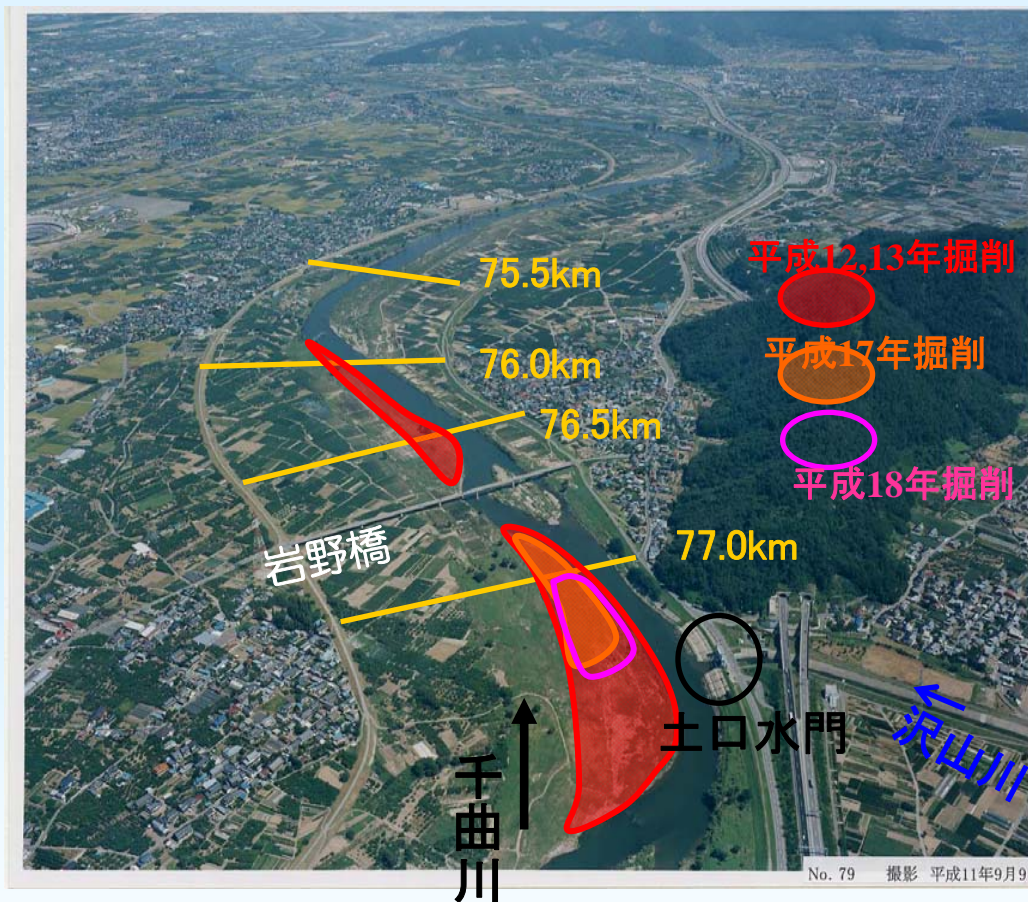 平成12,13年掘削
75.5km
平成17年掘削
76.0km
76.5km
平成18年掘削
岩野橋
77.0km
土口水門
沢山川
千曲川
No. 79 撮影 平成11年9月9